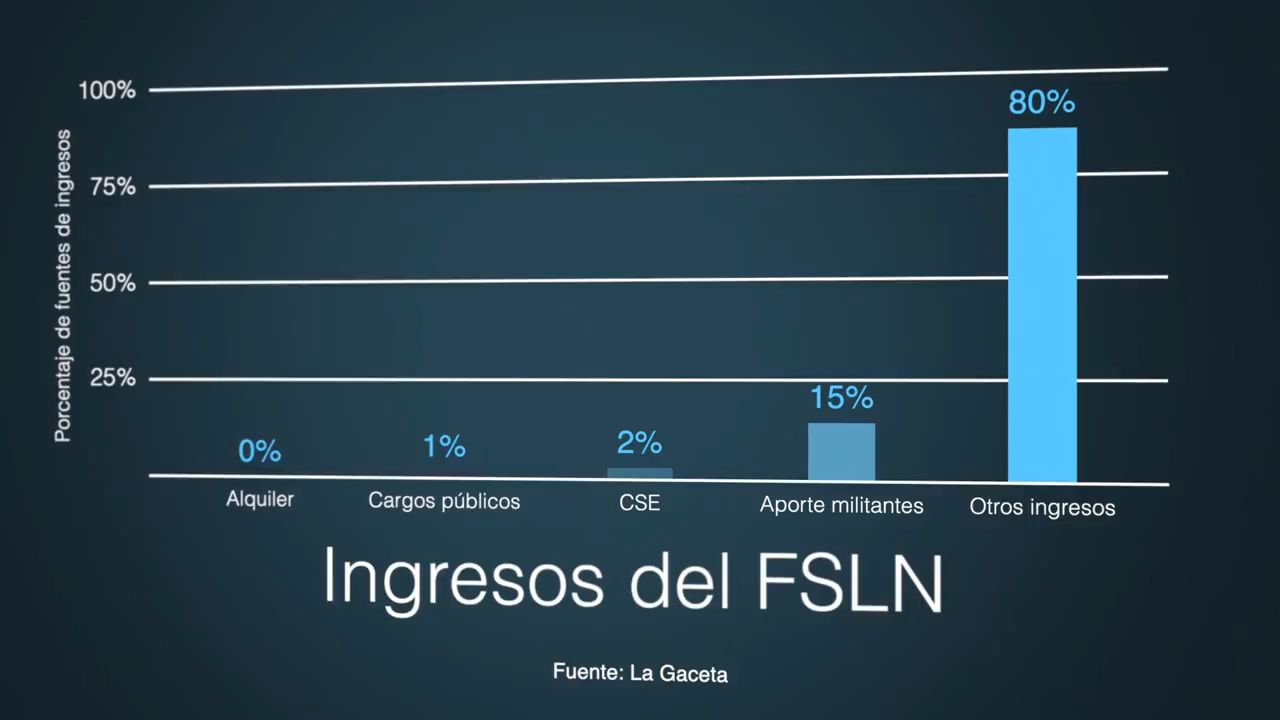 100%
75%
50%
25%
Porcentaje de fuentes de ingresos
0%
1%
2%
15%
80%
Alquiler
Cargos públicos
CSE
Aporte militantes
Otros ingresos
Ingresos del FSLN
Fuente: La Gaceta